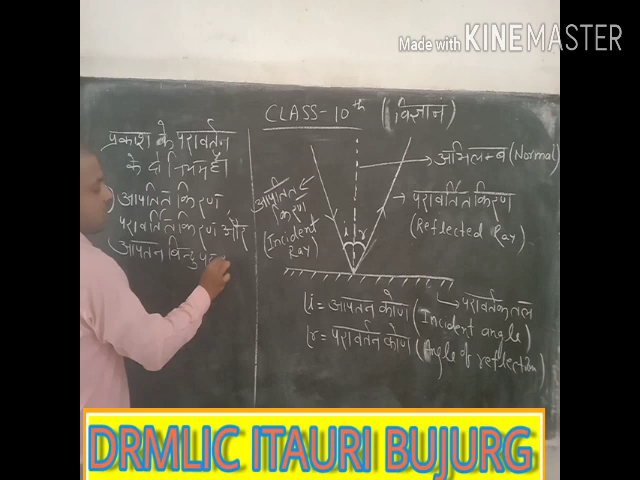 Made with KINEMASTER
CLASS-10th (विज्ञान)
प्रकाश के परावर्तन
के दो नियम हैं
1) आपतित किरण
परावर्तित किरण और
(आपतन विन्दु पर
आपतित
किरण
(Incident
Ray)
i r
अभिलम्ब (Normal)
परावर्तित किरण
(Reflected Ray)
परावर्तक तल
∠i = आपतन कोण (Incident angle)
∠r = परावर्तन कोण (Angle of reflection)
DRMLIC ITAURI BUJURG